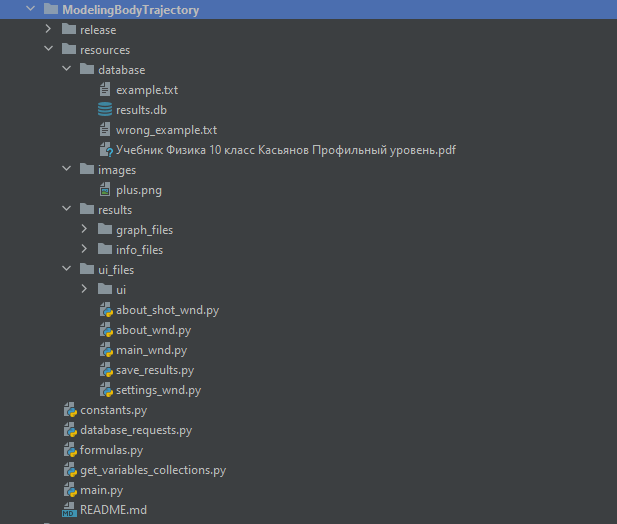 ModelingBodyTrajectory
release
resources
database
example.txt
results.db
wrong_example.txt
Учебник Физика 10 класс Касьянов Профильный уровень.pdf
images
plus.png
results
graph_files
info_files
ui_files
ui
about_shot_wnd.py
about_wnd.py
main_wnd.py
save_results.py
settings_wnd.py
constants.py
database_requests.py
formulas.py
get_variables_collections.py
main.py
MD README.md